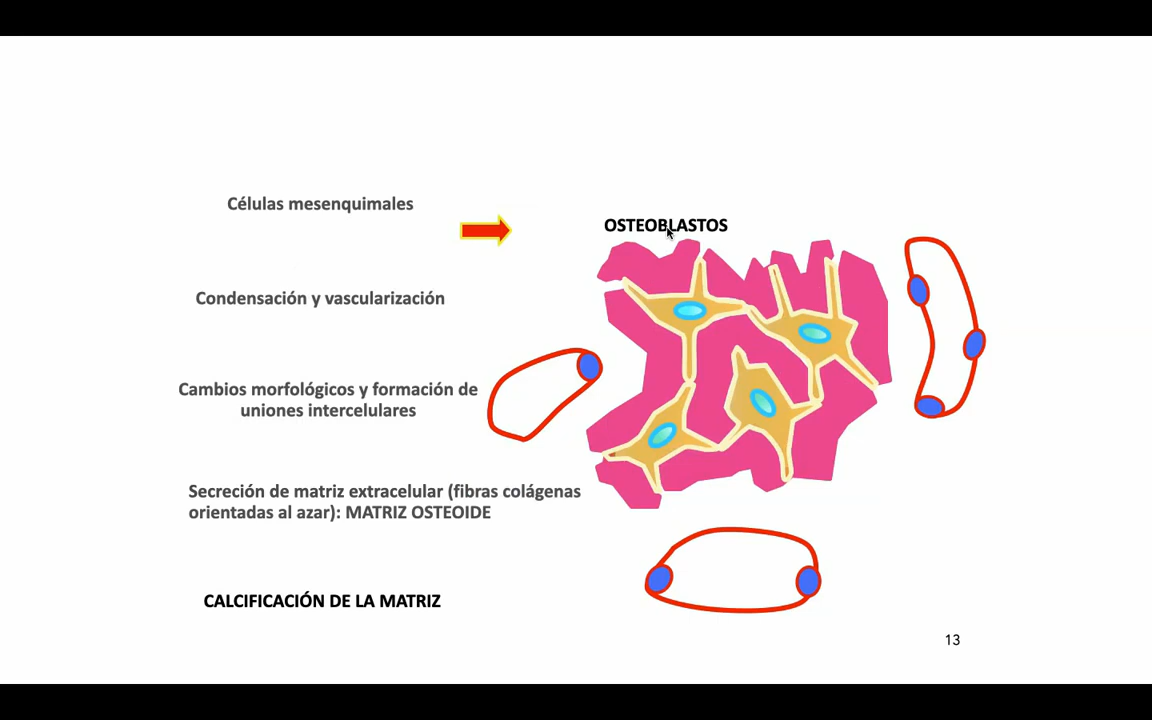 Células mesenquimales
OSTEOBLASTOS
Condensación y vascularización
Cambios morfológicos y formación de
uniones intercelulares
Secreción de matriz extracelular (fibras colágenas
orientadas al azar): MATRIZ OSTEOIDE
CALCIFICACIÓN DE LA MATRIZ
13